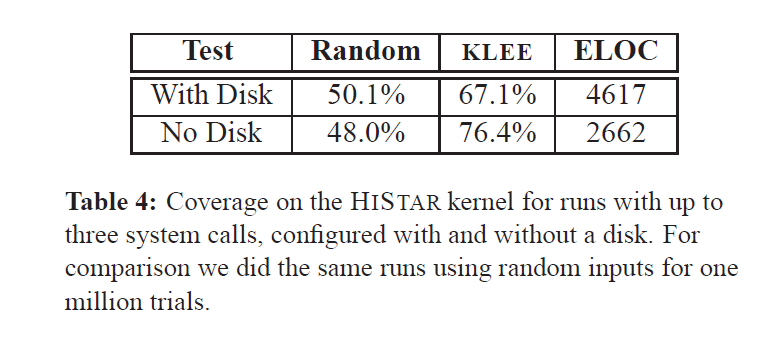 Test Random KLEE ELOC
With Disk 50.1% 67.1% 4617
No Disk 48.0% 76.4% 2662
Table 4: Coverage on the HISTAR kernel for runs with up to
three system calls, configured with and without a disk. For
comparison we did the same runs using random inputs for one
million trials.